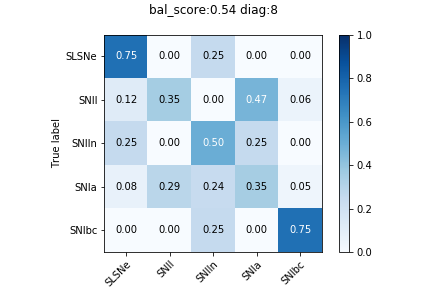 bal_score:0.54 diag:8
True label
SLSNe 0.75 0.00 0.25 0.00 0.00
SNII 0.12 0.35 0.00 0.47 0.06
SNIIn 0.25 0.00 0.50 0.25 0.00
SNIa 0.08 0.29 0.24 0.35 0.05
SNIbc 0.00 0.00 0.25 0.00 0.75
SLSNe SNII SNIIn SNIa SNIbc
1.0
0.8
0.6
0.4
0.2
0.0